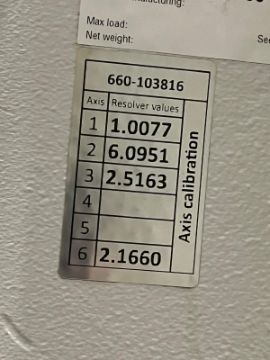 Max load:
Net weight:
660-103816
Axis Resolver values
1 1.0077
2 6.0951
3 2.5163
4
5
6 2.1660
Axis calibration